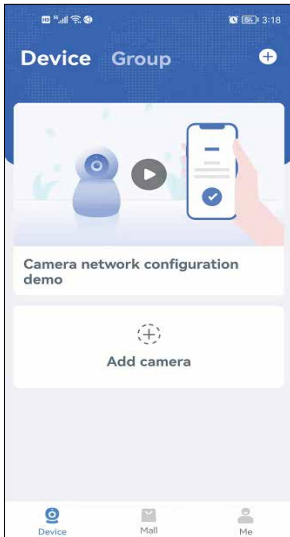 3:18
Device Group
Camera network configuration
demo
Add camera
Device Mall Me